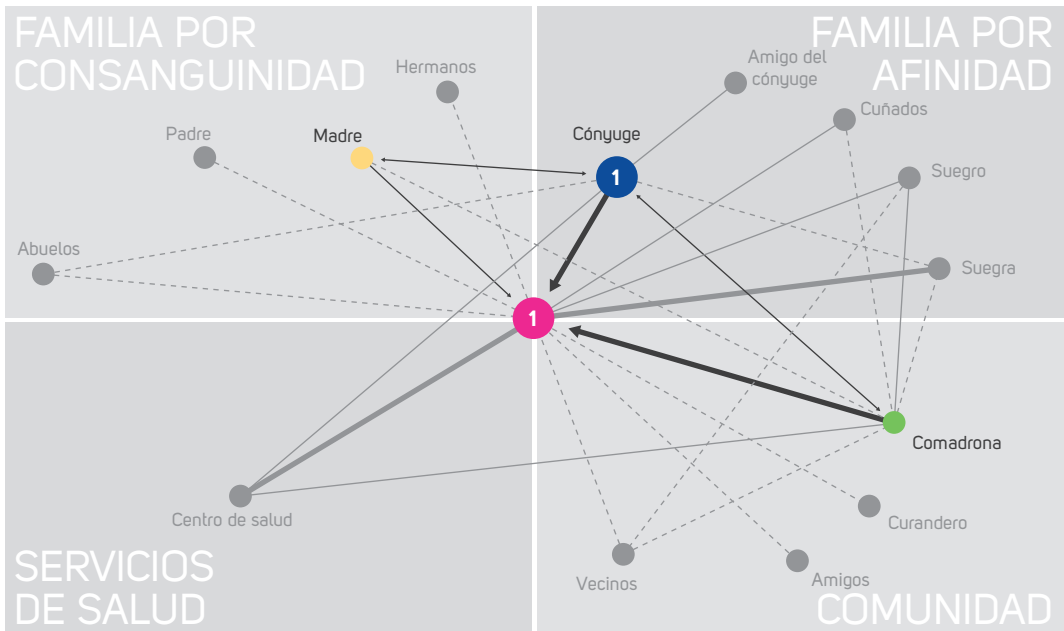 FAMILIA POR
CONSANGUINIDAD
FAMILIA POR
AFINIDAD
Hermanos
Amigo del
cónyuge
Cuñados
Padre
Madre
Cónyuge
1
Suegro
Abuelos
Suegra
1
Comadrona
Centro de salud
Curandero
Vecinos
Amigos
SERVICIOS
DE SALUD
COMUNIDAD